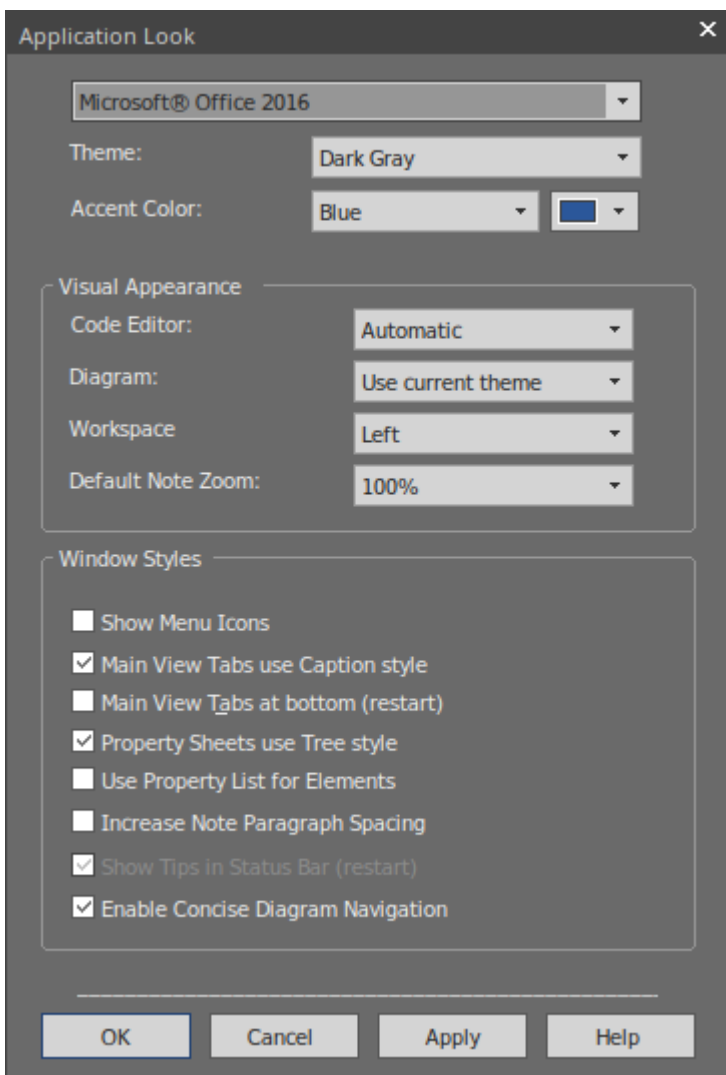 Application Look
Microsoft® Office 2016
Theme: Dark Gray
Accent Color: Blue
Visual Appearance
Code Editor: Automatic
Diagram: Use current theme
Workspace Left
Default Note Zoom: 100%
Window Styles
Show Menu Icons
Main View Tabs use Caption style
Main View Tabs at bottom (restart)
Property Sheets use Tree style
Use Property List for Elements
Increase Note Paragraph Spacing
Show Tips in Status Bar (restart)
Enable Concise Diagram Navigation
OK Cancel Apply Help